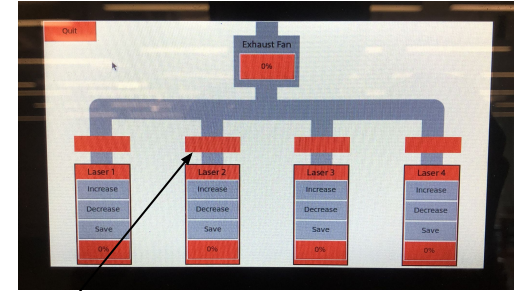 Quit
Exhaust Fan
0%
Laser 1
Increase
Decrease
Save
0%
Laser 2
Increase
Decrease
Save
0%
Laser 3
Increase
Decrease
Save
0%
Laser 4
Increase
Decrease
Save
0%